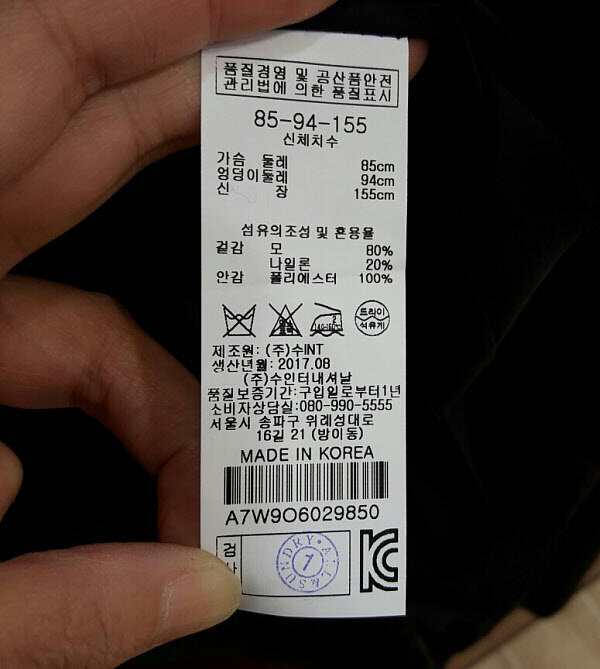 품질경영 및 공산품안전
관리법에 의한 품질표시
85-94-155
신체치수
가슴 둘레 85cm
엉덩이둘레 94cm
신 장 155cm
섬유의조성 및 혼용율
겉감 모 80%
나일론 20%
안감 폴리에스터 100%
2
140-160℃
드라이
석유계
제조원: (주)수INT
생산년월: 2017.08
(주)수인터내셔날
품질보증기간:구입일로부터1년
소비자상담실:080-990-5555
서울시 송파구 위례성대로
16길 21 (방이동)
MADE IN KOREA
A7W9O6029850
검
SUNDRY
1